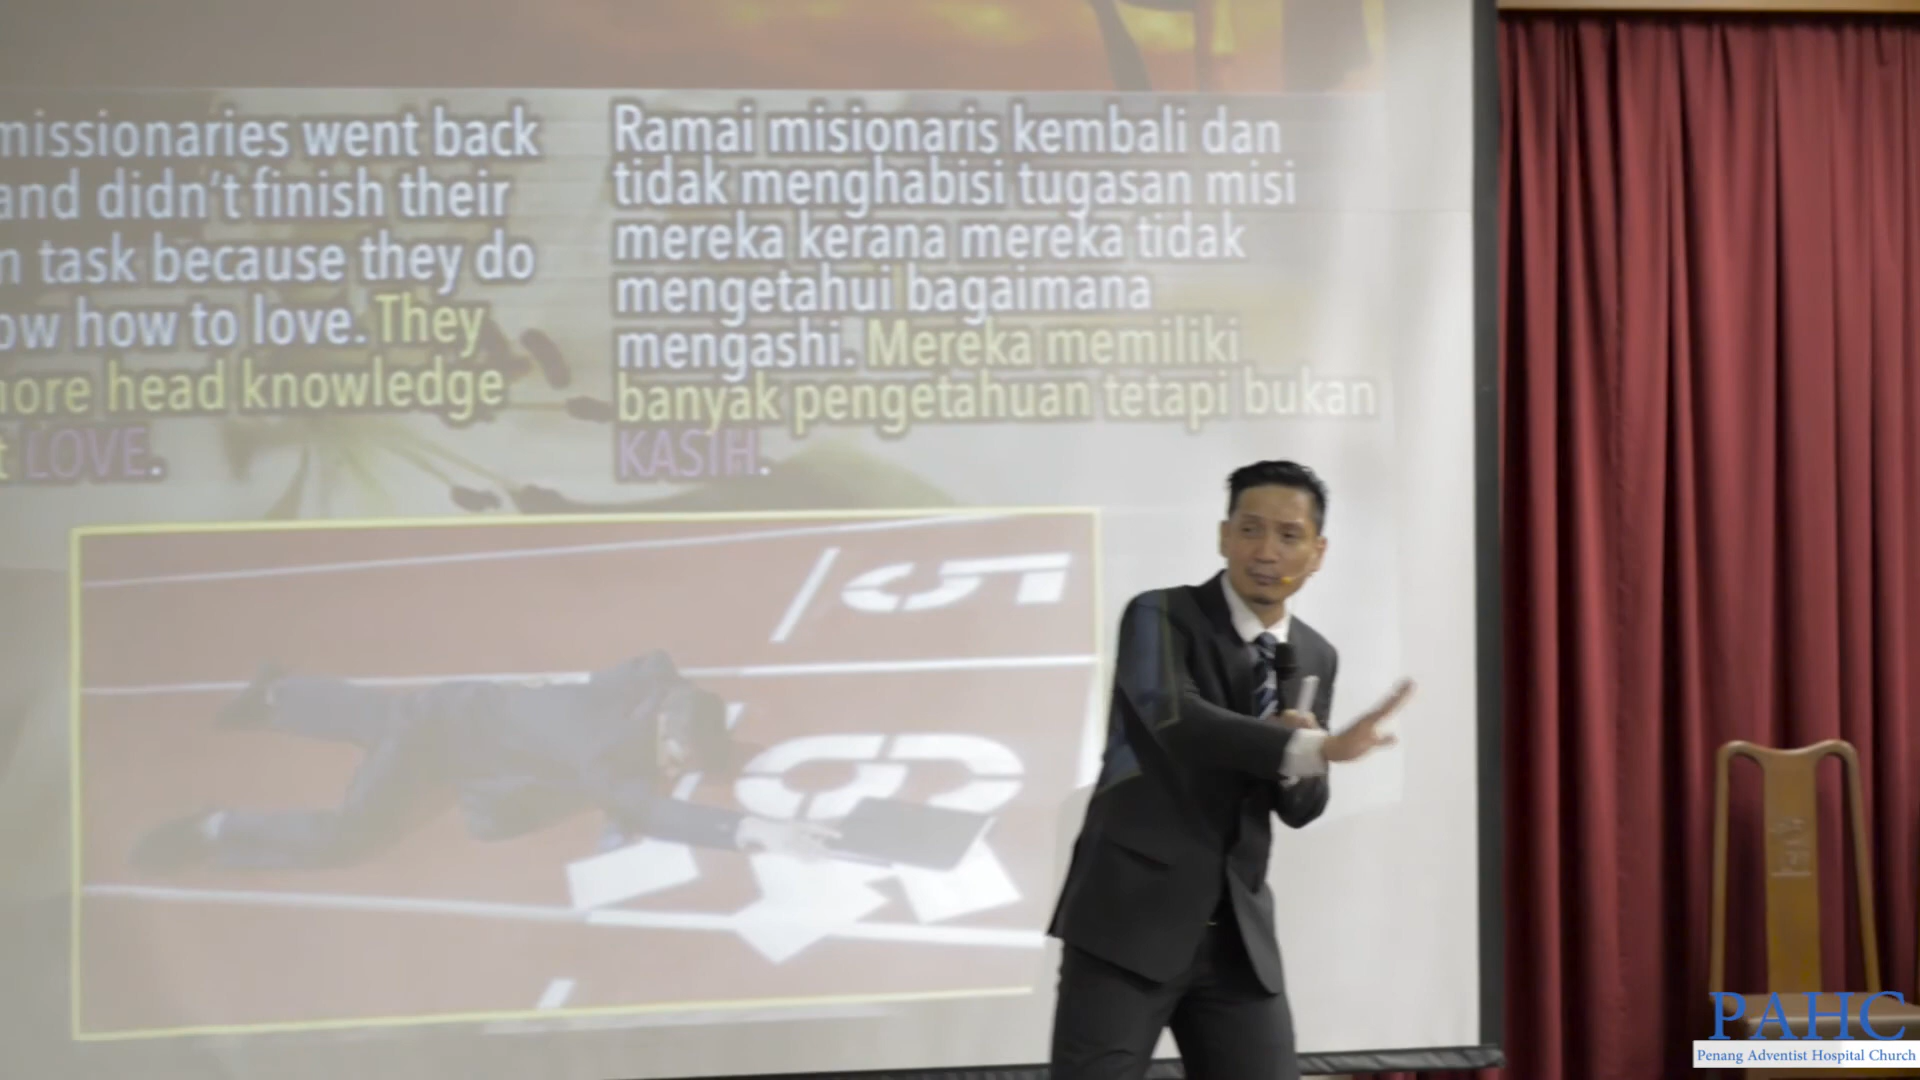 missionaries went back
and didn't finish their
task because they do
how to love. They
head knowledge
LOVE.
Ramai misionaris kembali dan
tidak menghabisi tugasan misi
mereka kerana mereka tidak
mengetahui bagaimana
mengashi. Mereka memiliki
banyak pengetahuan tetapi bukan
KASIH.
5
6
PAHC
Penang Adventist Hospital Church